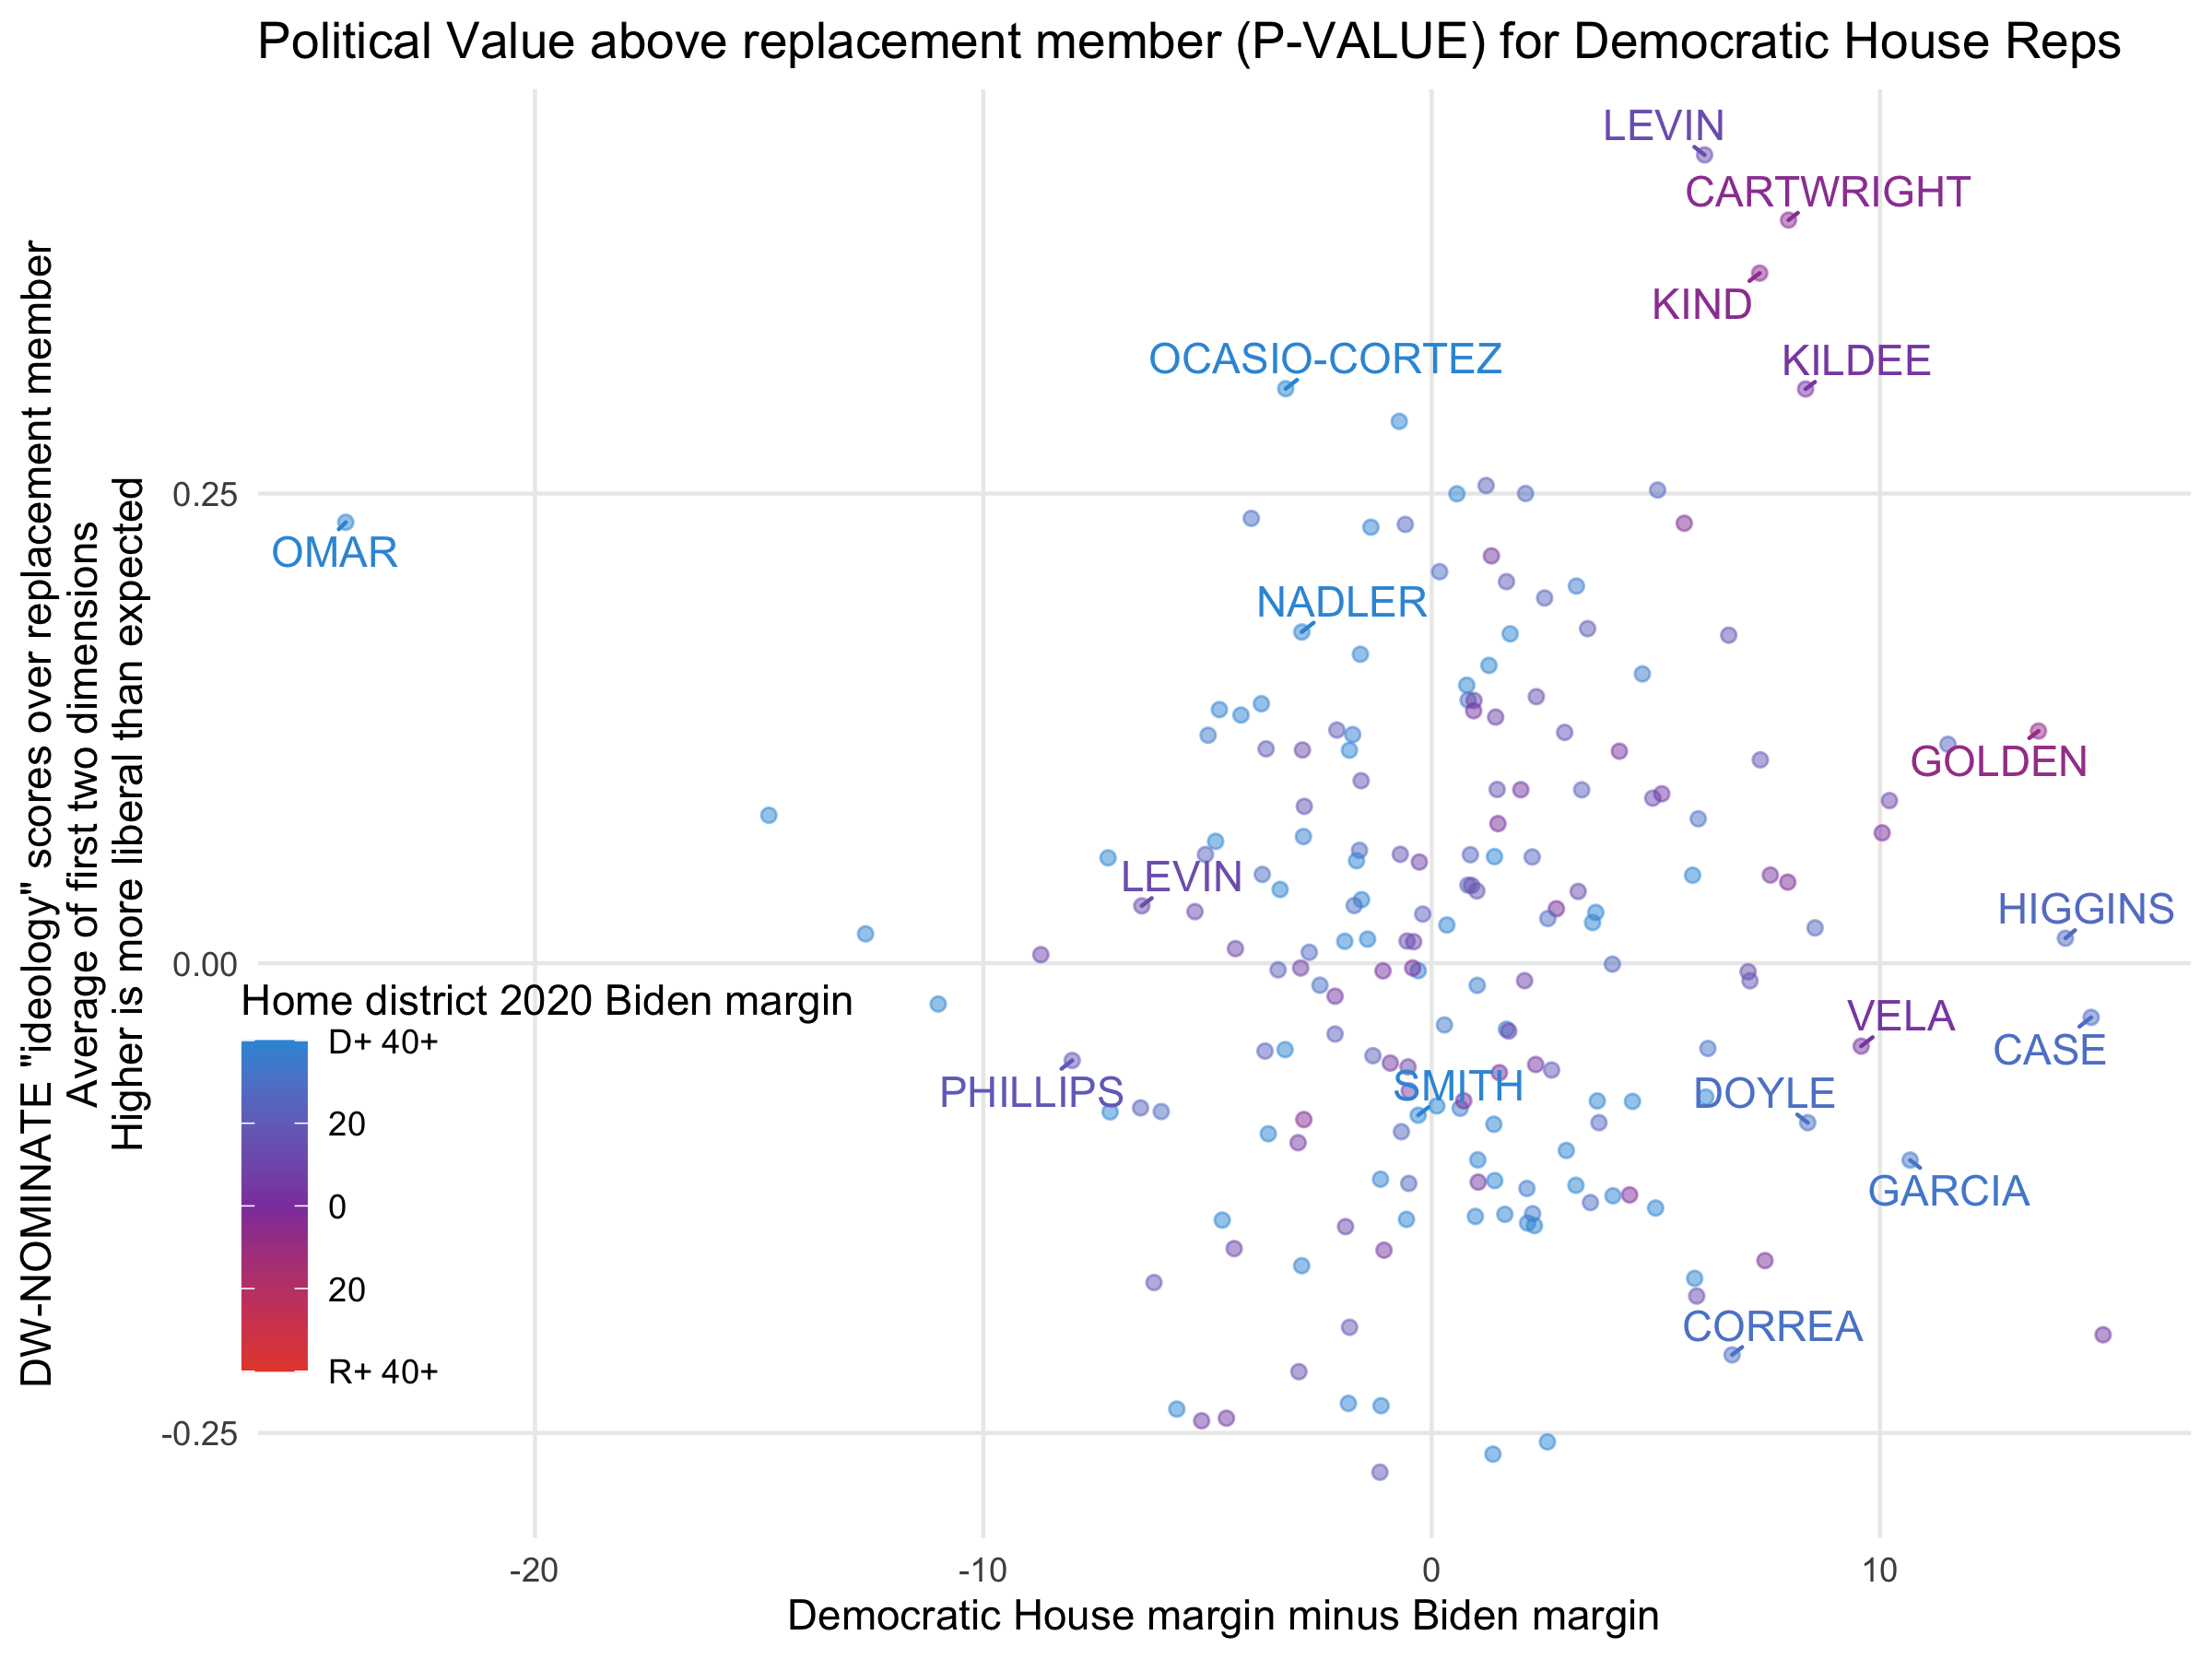 Political Value above replacement member (P-VALUE) for Democratic House Reps
DW-NOMINATE "ideology" scores over replacement member
Average of first two dimensions
Higher is more liberal than expected
0.25
0.00
-0.25
LEVIN
CARTWRIGHT
KIND
OCASIO-CORTEZ
KILDEE
OMAR
NADLER
GOLDEN
LEVIN
HIGGINS
VELA
CASE
PHILLIPS
SMITH
DOYLE
GARCIA
CORREA
Home district 2020 Biden margin
D+ 40+
20
0
20
R+ 40+
-20
-10
0
10
Democratic House margin minus Biden margin